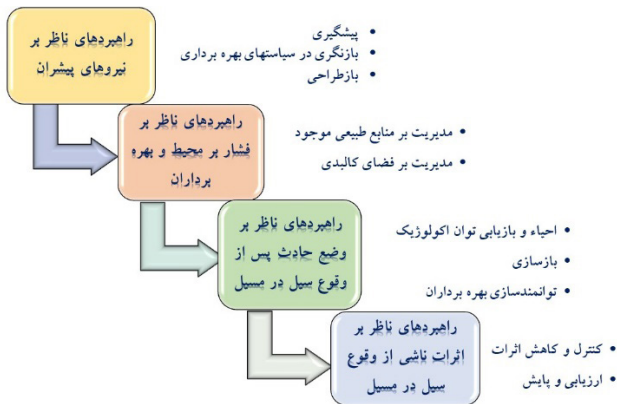 راهبردهای ناظر بر
نیروهای پیشران
• پیشگیری
• بازنگری در سیاستهای بهره برداری
• بازطراحی
راهبردهای ناظر بر
فشار بر محیط و بهره
برداران
• مدیریت بر منابع طبیعی موجود
• مدیریت بر فضای کالبدی
راهبردهای ناظر بر
وضع حادث پس از
وقوع سیل در مسیل
• احیاء و بازیابی توان اکولوژیک
• بازسازی
• توانمندسازی بهره برداران
راهبردهای ناظر بر
اثرات ناشی از وقوع
سیل در مسیل
• کنترل و کاهش اثرات
• ارزیابی و پایش